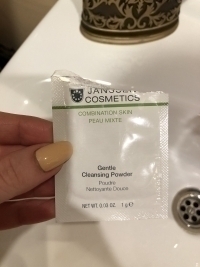 JANSSEN
COSMETICS
COMBINATION SKIN
PEAU MIXTE
Gentle
Cleansing Powder
Poudre
Nettoyante Douce
NET WT. 0.03 OZ. 1 g ℮